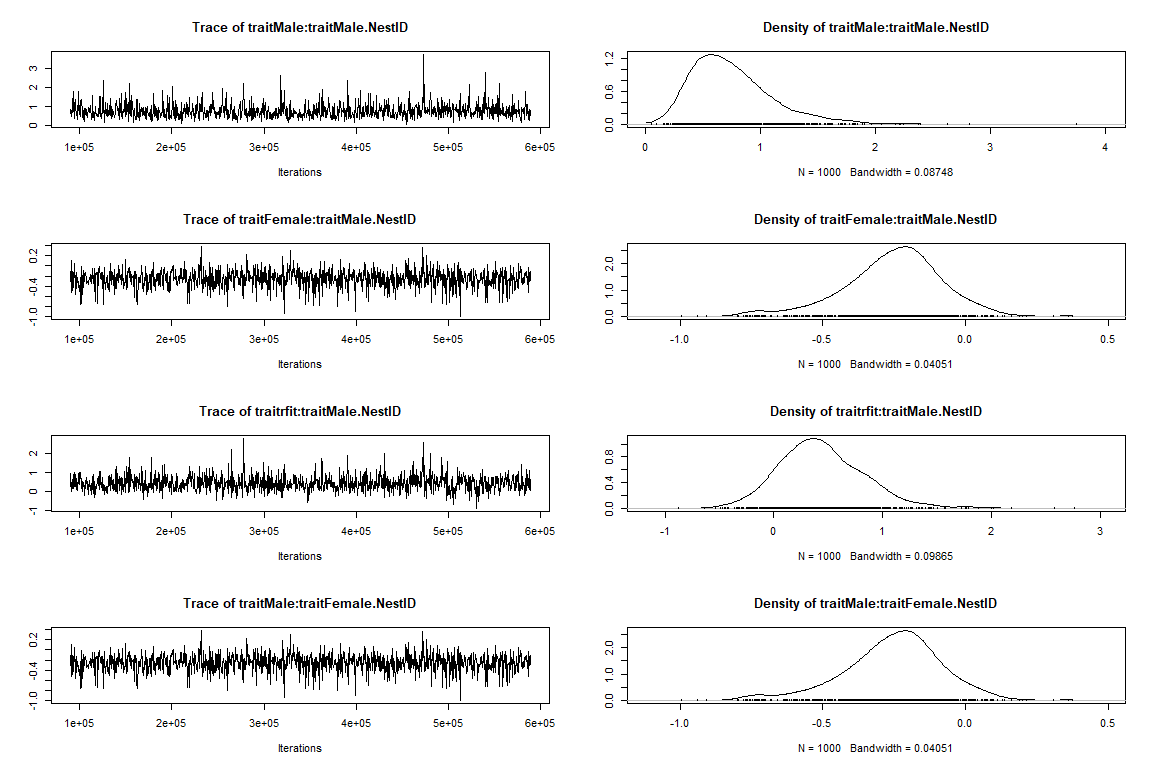 Trace of traitMale:traitMale.NestID
0 1 2 3
1e+05 2e+05 3e+05 4e+05 5e+05 6e+05
Iterations
Density of traitMale:traitMale.NestID
0.0 0.6 1.2
0 1 2 3 4
N = 1000 Bandwidth = 0.08748
Trace of traitFemale:traitMale.NestID
-1.0 -0.4 0.2
1e+05 2e+05 3e+05 4e+05 5e+05 6e+05
Iterations
Density of traitFemale:traitMale.NestID
0.0 1.0 2.0
-1.0 -0.5 0.0 0.5
N = 1000 Bandwidth = 0.04051
Trace of traitrfit:traitMale.NestID
-1 0 1 2
1e+05 2e+05 3e+05 4e+05 5e+05 6e+05
Iterations
Density of traitrfit:traitMale.NestID
0.0 0.4 0.8
-1 0 1 2 3
N = 1000 Bandwidth = 0.09865
Trace of traitMale:traitFemale.NestID
-1.0 -0.4 0.2
1e+05 2e+05 3e+05 4e+05 5e+05 6e+05
Iterations
Density of traitMale:traitFemale.NestID
0.0 1.0 2.0
-1.0 -0.5 0.0 0.5
N = 1000 Bandwidth = 0.04051